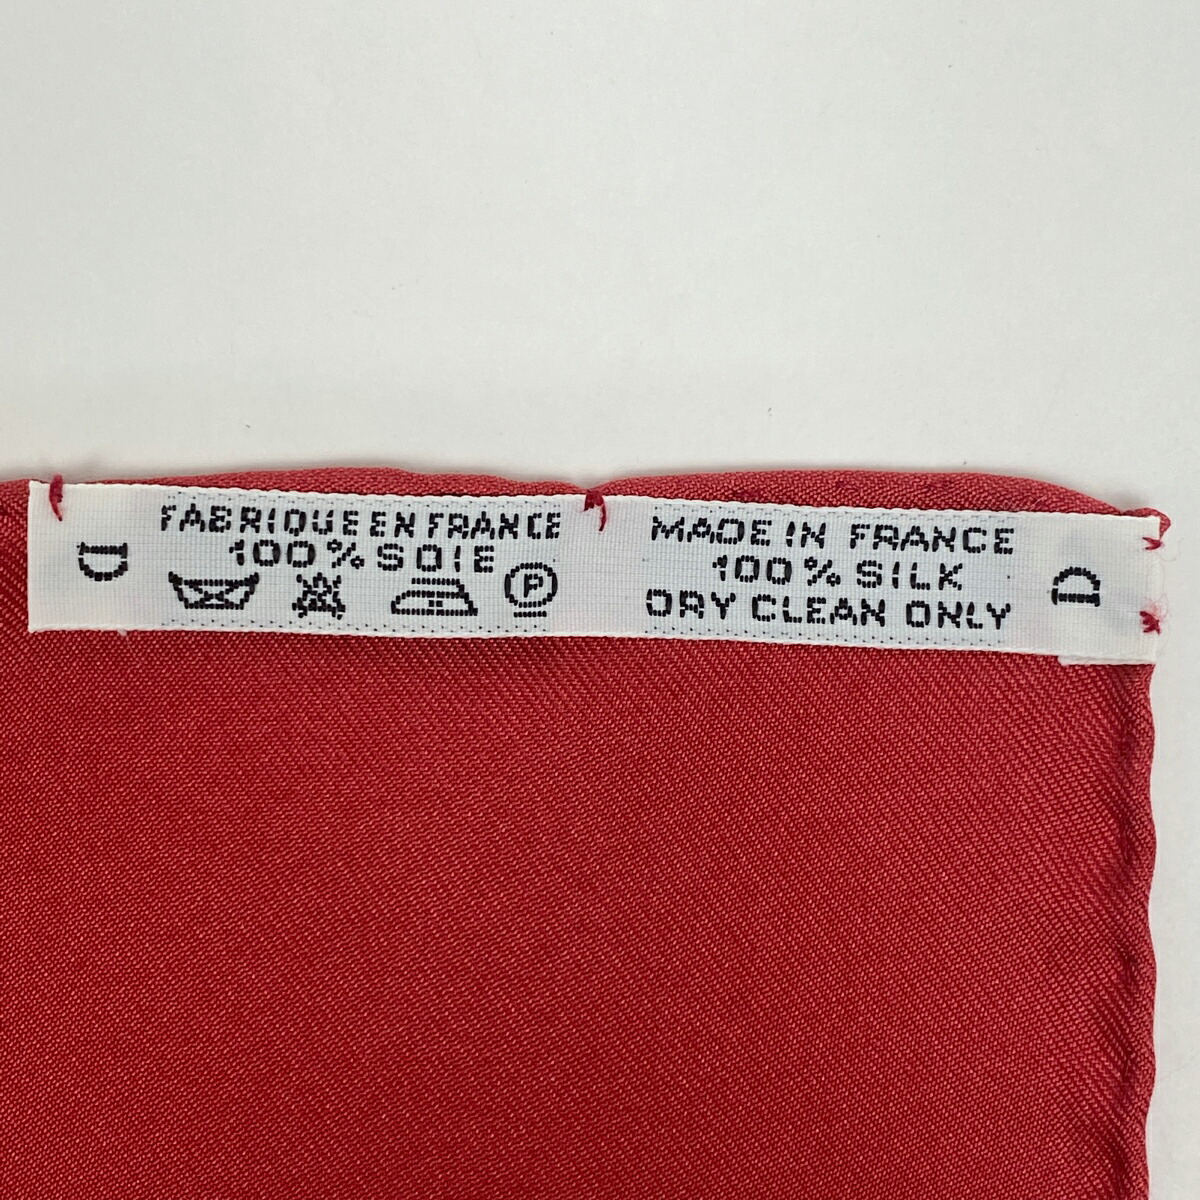 D
FABRIQUE EN FRANCE
100% SOIE
P
MADE IN FRANCE
100% SILK
DRY CLEAN ONLY
D